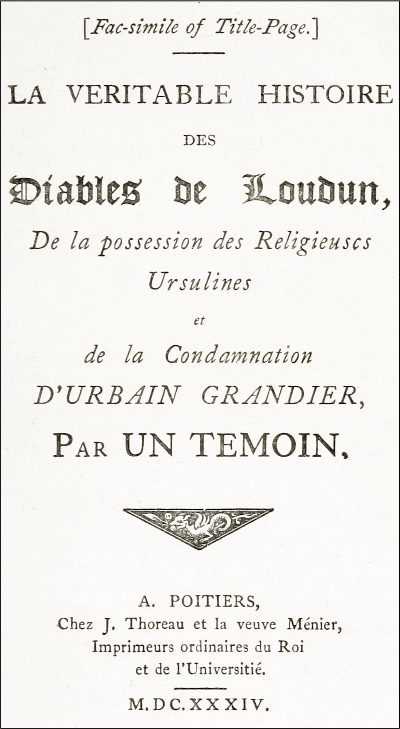 [Fac-simile of Title-Page.]
LA VERITABLE HISTOIRE
DES
Diables de Loudun,
De la possession des Religieuses
Ursulines
et
de la Condamnation
D'URBAIN GRANDIER,
PAR UN TEMOIN.
A. POITIERS,
Chez J. Thoreau et la veuve Ménier,
Imprimeurs ordinaires du Roi
et de l'Universitié.
M.DC.XXXIV.